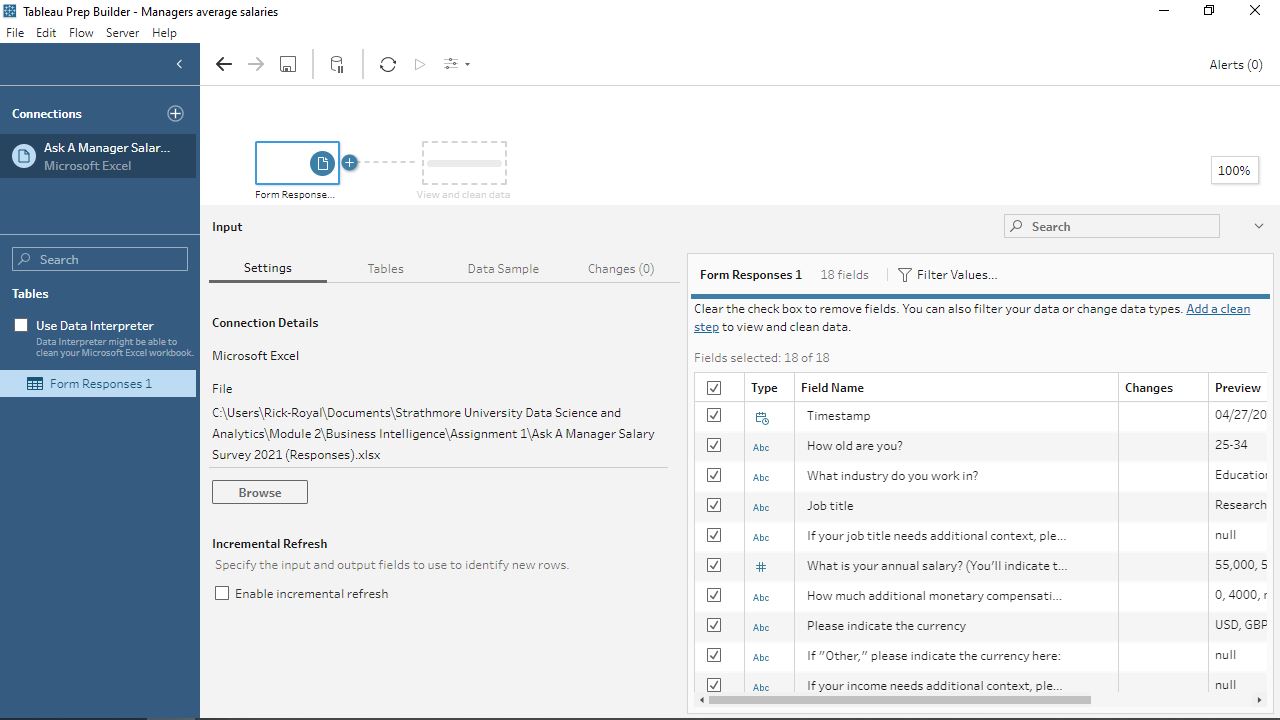 Tableau Prep Builder - Managers average salaries
File Edit Flow Server Help
Alerts (0)
Connections
Ask A Manager Salar...
Microsoft Excel
Search
Tables
Use Data Interpreter
Data Interpreter might be able to
clean your Microsoft Excel workbook.
Form Responses 1
Form Response...
View and clean data
100%
Input
Search
Settings Tables Data Sample Changes (0)
Connection Details
Microsoft Excel
File
C:\Users\Rick-Royal\Documents\Strathmore University Data Science and
Analytics\Module 2\Business Intelligence\Assignment 1\Ask A Manager Salary
Survey 2021 (Responses).xlsx
Browse
Incremental Refresh
Specify the input and output fields to use to identify new rows.
Enable incremental refresh
Form Responses 1 18 fields Filter Values...
Clear the check box to remove fields. You can also filter your data or change data types. Add a clean
step to view and clean data.
Fields selected: 18 of 18
Type Field Name Changes Preview
Timestamp 04/27/20
Abc How old are you? 25-34
Abc What industry do you work in? Education
Abc Job title Research
Abc If your job title needs additional context, ple... null
# What is your annual salary? (You'll indicate t... 55,000, 5
Abc How much additional monetary compensati... 0, 4000, r
Abc Please indicate the currency USD, GBP
Abc If "Other," please indicate the currency here: null
Abc If your income needs additional context, ple... null